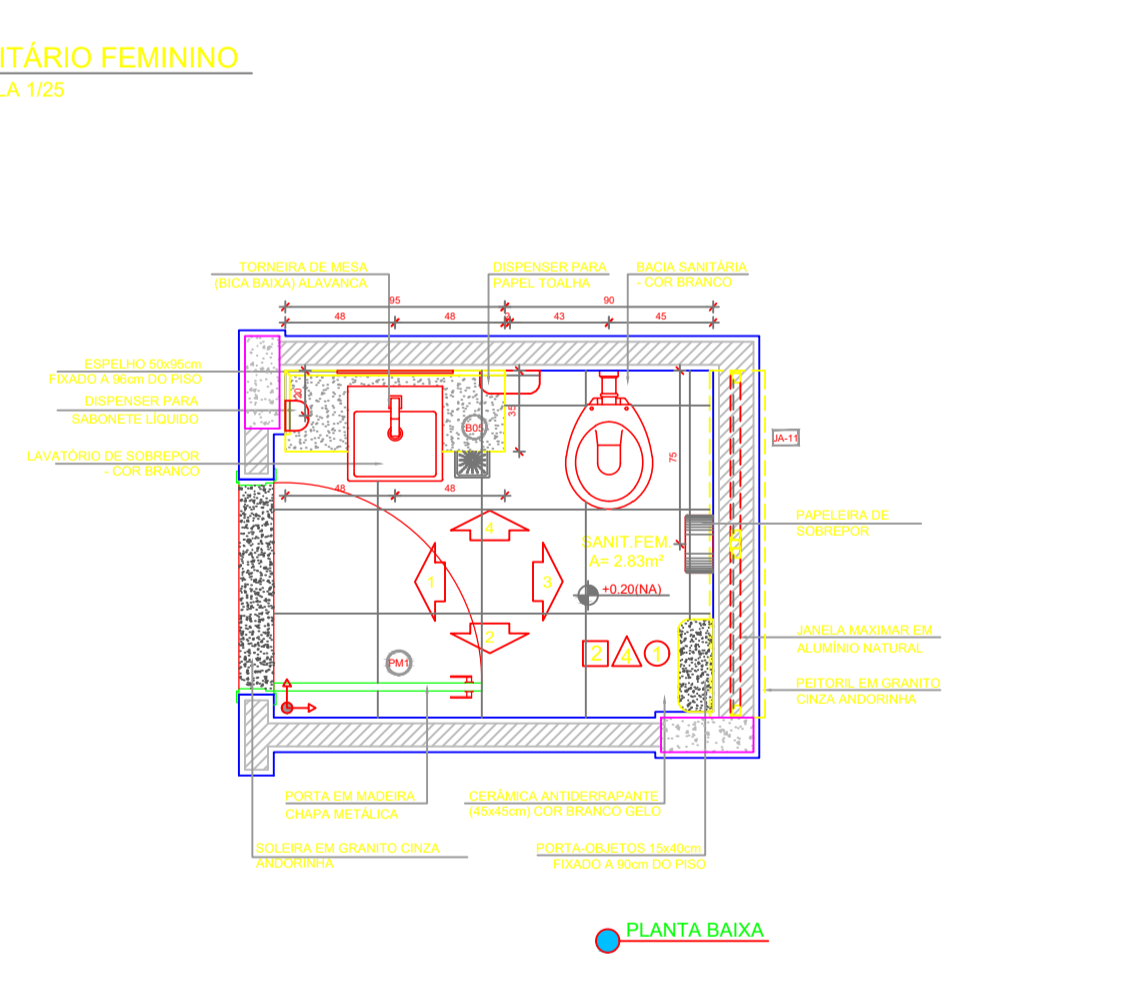 ITÁRIO FEMININO
LA 1/25
TORNEIRA DE MESA
(BICA BAIXA) ALAVANCA
DISPENSER PARA
PAPEL TOALHA
BACIA SANITÁRIA
- COR BRANCO
95
90
48
48
43
45
ESPELHO 50x95cm
FIXADO A 96cm DO PISO
DISPENSER PARA
SABONETE LÍQUIDO
LAVATÓRIO DE SOBREPOR
- COR BRANCO
20
35
B05
75
JA-11
48
48
4
1
3
2
SANIT.FEM.
A= 2.83m²
+0.20(NA)
2
4
1
PM1
PAPELEIRA DE
SOBREPOR
JANELA MAXIMAR EM
ALUMÍNIO NATURAL
PEITORIL EM GRANITO
CINZA ANDORINHA
PORTA EM MADEIRA
CHAPA METÁLICA
CERÂMICA ANTIDERRAPANTE
(45x45cm) COR BRANCO GELO
SOLEIRA EM GRANITO CINZA
ANDORINHA
PORTA-OBJETOS 15x40cm
FIXADO A 90cm DO PISO
PLANTA BAIXA